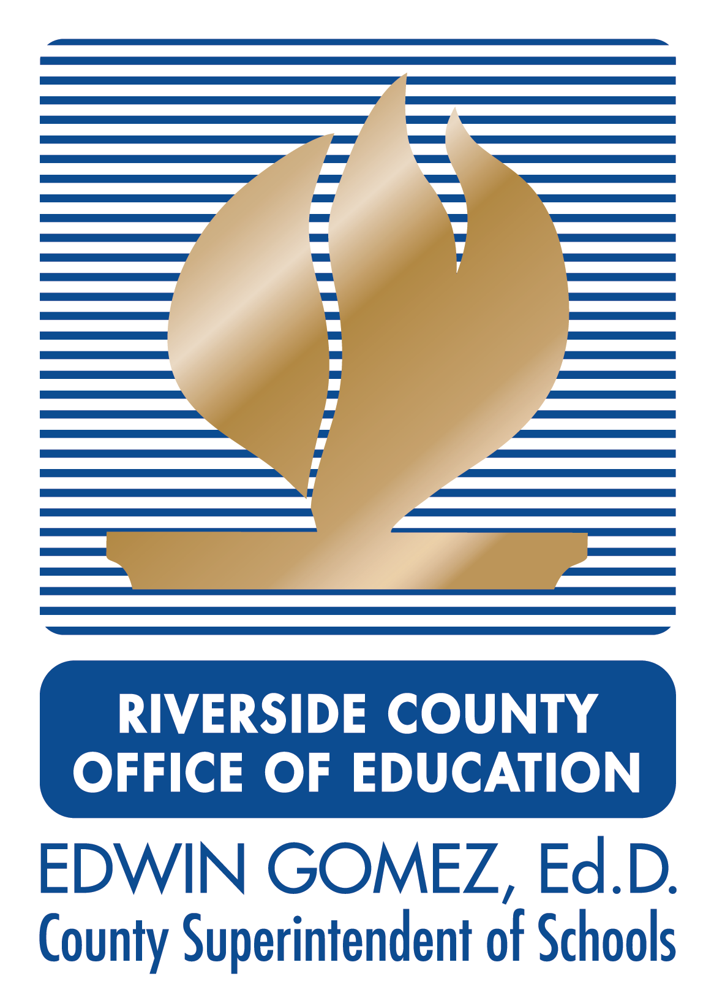 RIVERSIDE COUNTY
OFFICE OF EDUCATION
EDWIN GOMEZ, Ed.D.
County Superintendent of Schools